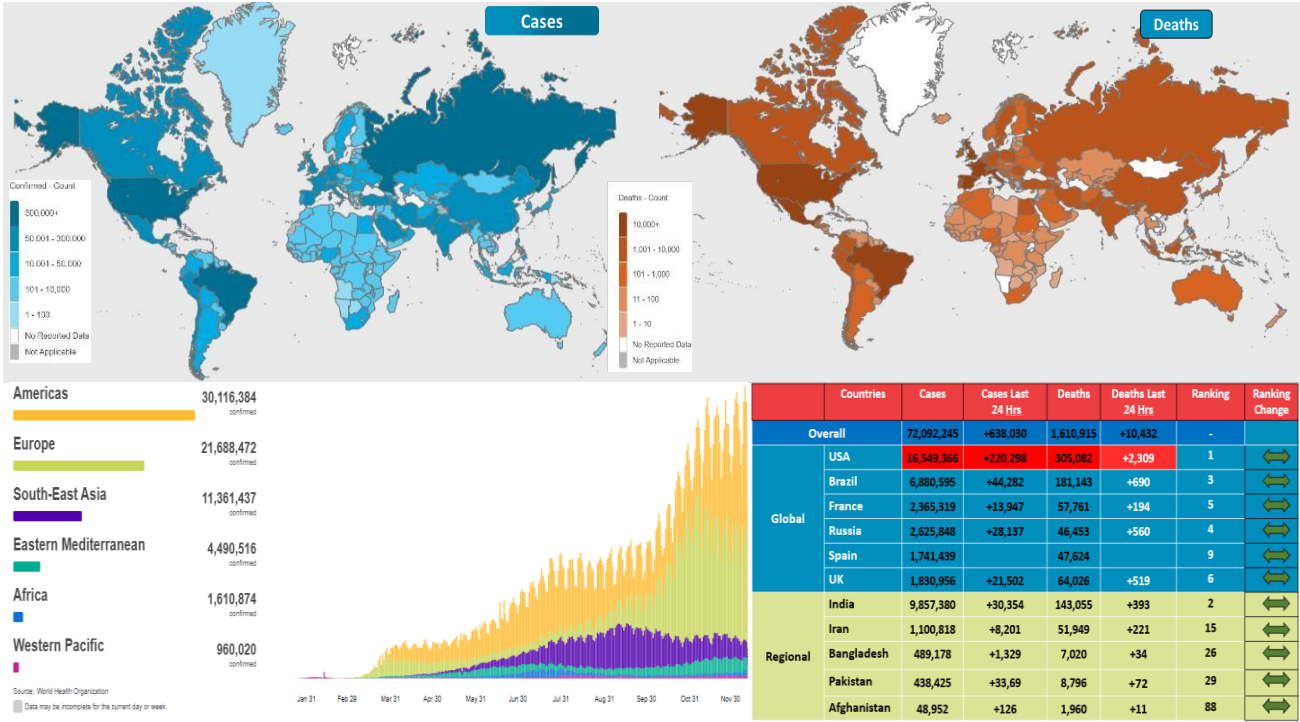 Cases
Deaths
Confirmed - Count
300,000+
50.001 - 300.000
10.001 - 50,000
101 - 10,000
1 - 100
No Reported Data
Not Applicable
Deaths - Count
10,000+
1.001 - 10,000
101 - 1,000
11 - 100
1 - 10
No Reported Data
Not Applicable
Americas 30,116,384
confirmed
Europe 21,688,472
confirmed
South-East Asia 11,361,437
confirmed
Eastern Mediterranean 4,490,516
confirmed
Africa 1,610,874
confirmed
Western Pacific 960,020
confirmed
Source: World Health Organization
Data may be incomplete for the current day or week.
Jan 31 Feb 29 Mar 31 Apr 30 May 31 Jun 30 Jul 31 Aug 31 Sep 30 Oct 31 Nov 30
Countries Cases Cases Last 24 Hrs Deaths Deaths Last 24 Hrs Ranking Ranking Change
Overall 72,092,245 +638,030 1,610,915 +10,432 -
Global
USA 16,549,366 +220,298 305,082 +2,309 1
Brazil 6,880,595 +44,282 181,143 +690 3
France 2,365,319 +13,947 57,761 +194 5
Russia 2,625,848 +28,137 46,453 +560 4
Spain 1,741,439 47,624 9
UK 1,830,956 +21,502 64,026 +519 6
Regional
India 9,857,380 +30,354 143,055 +393 2
Iran 1,100,818 +8,201 51,949 +221 15
Bangladesh 489,178 +1,329 7,020 +34 26
Pakistan 438,425 +33,69 8,796 +72 29
Afghanistan 48,952 +126 1,960 +11 88